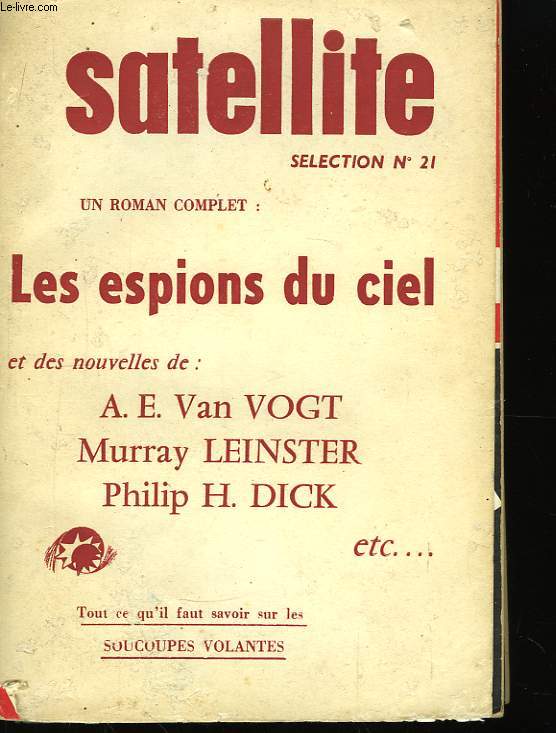 Le-livre.com
satellite
SELECTION N° 21
UN ROMAN COMPLET :
Les espions du ciel
et des nouvelles de :
A. E. Van VOGT
Murray LEINSTER
Philip H. DICK
etc....
Tout ce qu'il faut savoir sur les
SOUCOUPES VOLANTES